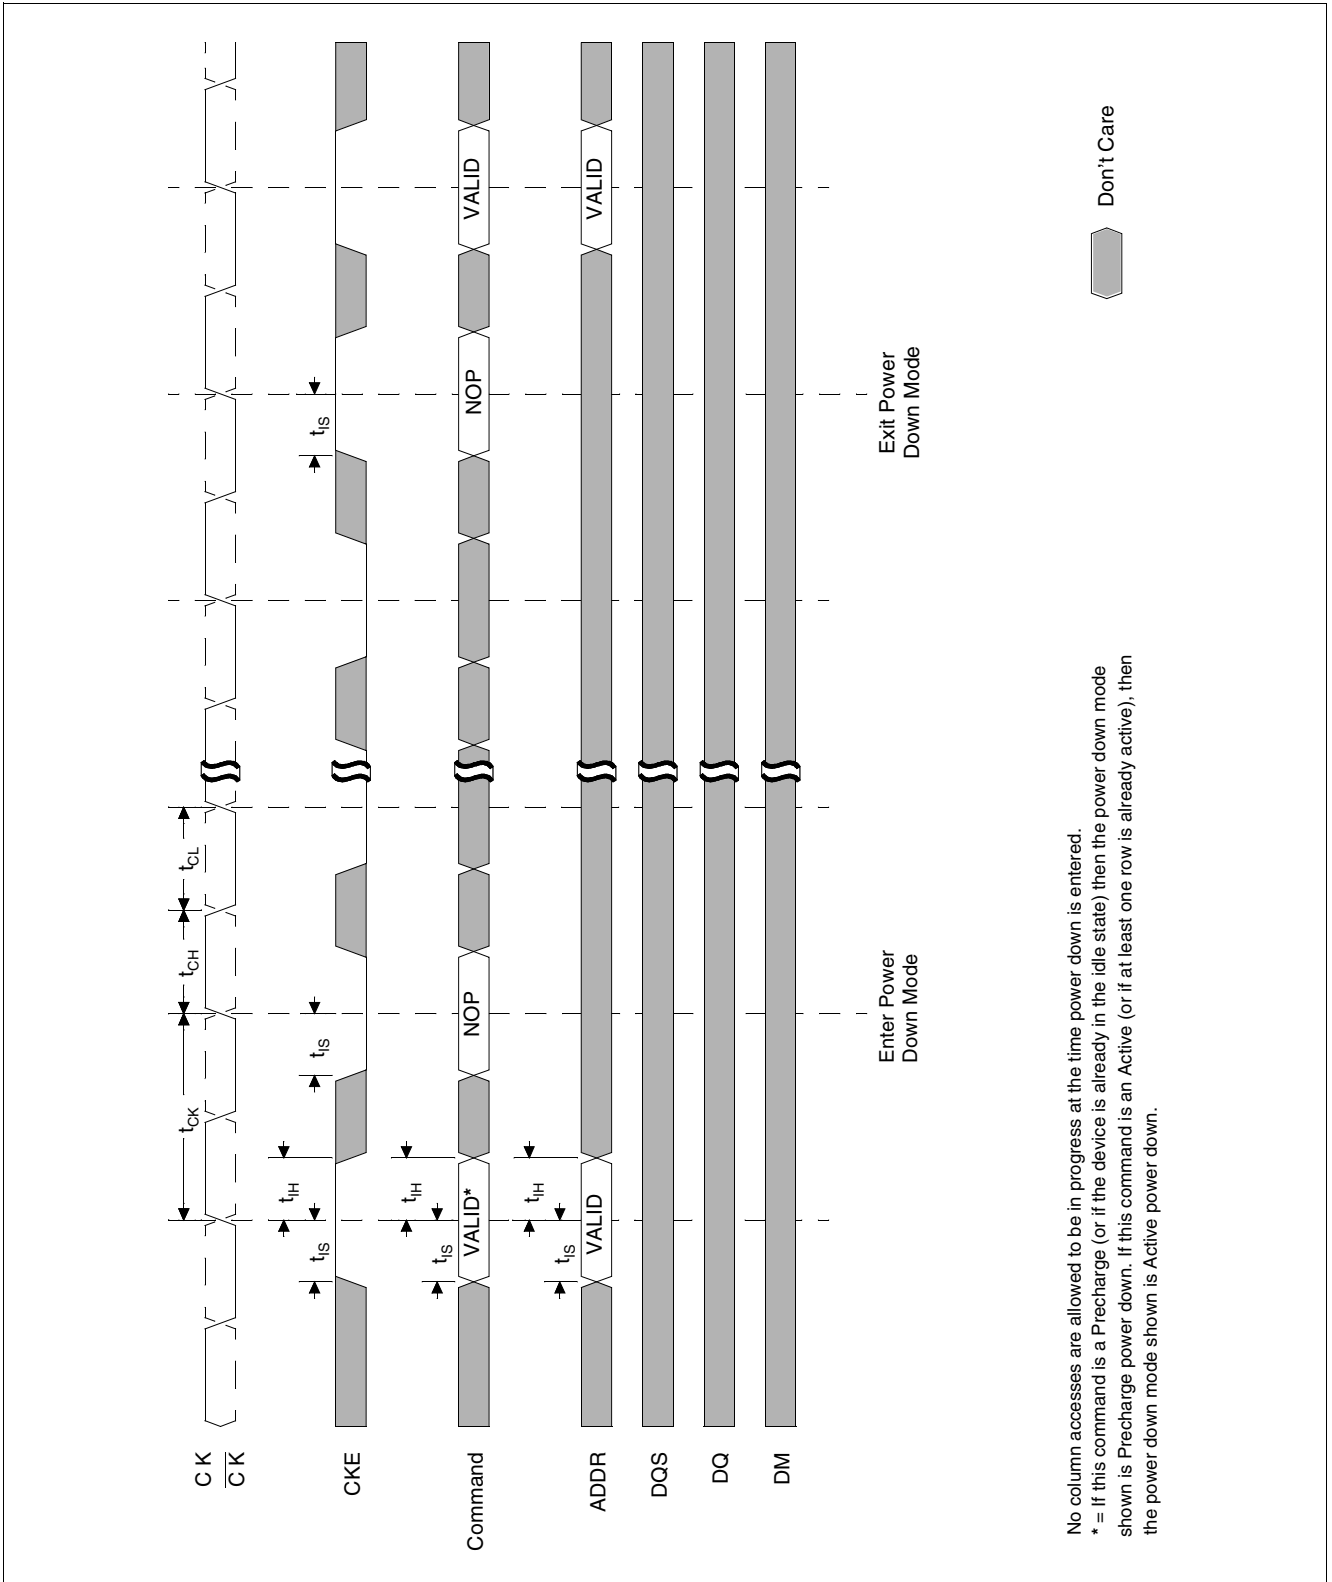 tCK
tCH
tCL
CK
CK
tIS
tIH
tIS
tIS
CKE
tIS
tIH
Command
VALID*
NOP
NOP
VALID
tIS
tIH
ADDR
VALID
VALID
DQS
DQ
DM
Enter Power
Down Mode
Exit Power
Down Mode
No column accesses are allowed to be in progress at the time power down is entered.
* = If this command is a Precharge (or if the device is already in the idle state) then the power down mode
shown is Precharge power down. If this command is an Active (or if at least one row is already active), then
the power down mode shown is Active power down.
Don't Care